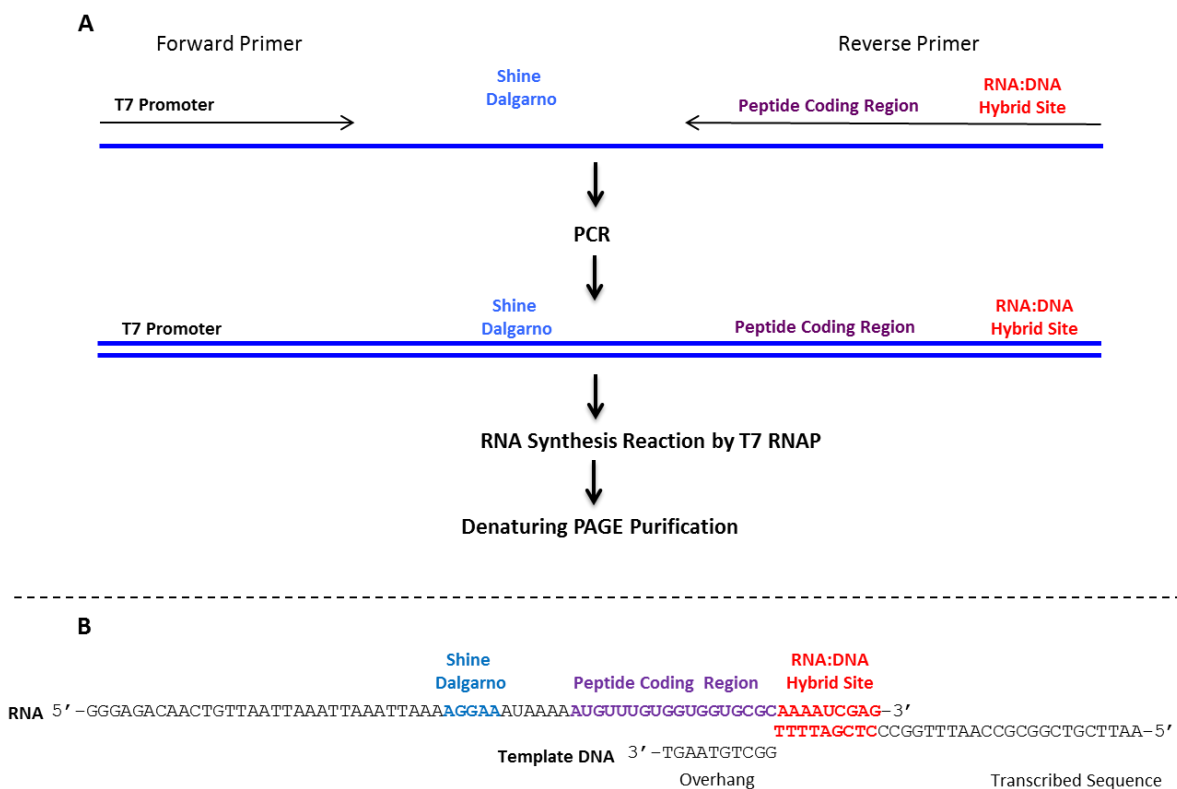 A
Forward Primer
Reverse Primer
Shine
Dalgarno
RNA:DNA
Hybrid Site
T7 Promoter
Peptide Coding Region
PCR
Shine
Dalgarno
RNA:DNA
Hybrid Site
T7 Promoter
Peptide Coding Region
RNA Synthesis Reaction by T7 RNAP
Denaturing PAGE Purification
B
Shine
Dalgarno
Peptide Coding Region
RNA:DNA
Hybrid Site
RNA 5’-GGGAGACAACTGTTAATTAAATTAAATTAAAAGGAAAUAAAAAUGUUUGUGGUGGUGCGCAAAAUCGAG-3’
TTTTAGCTCCCGGTTTAACCGCGGCTGCTTAA-5’
Template DNA 3’-TGAATGTCGG
Overhang
Transcribed Sequence